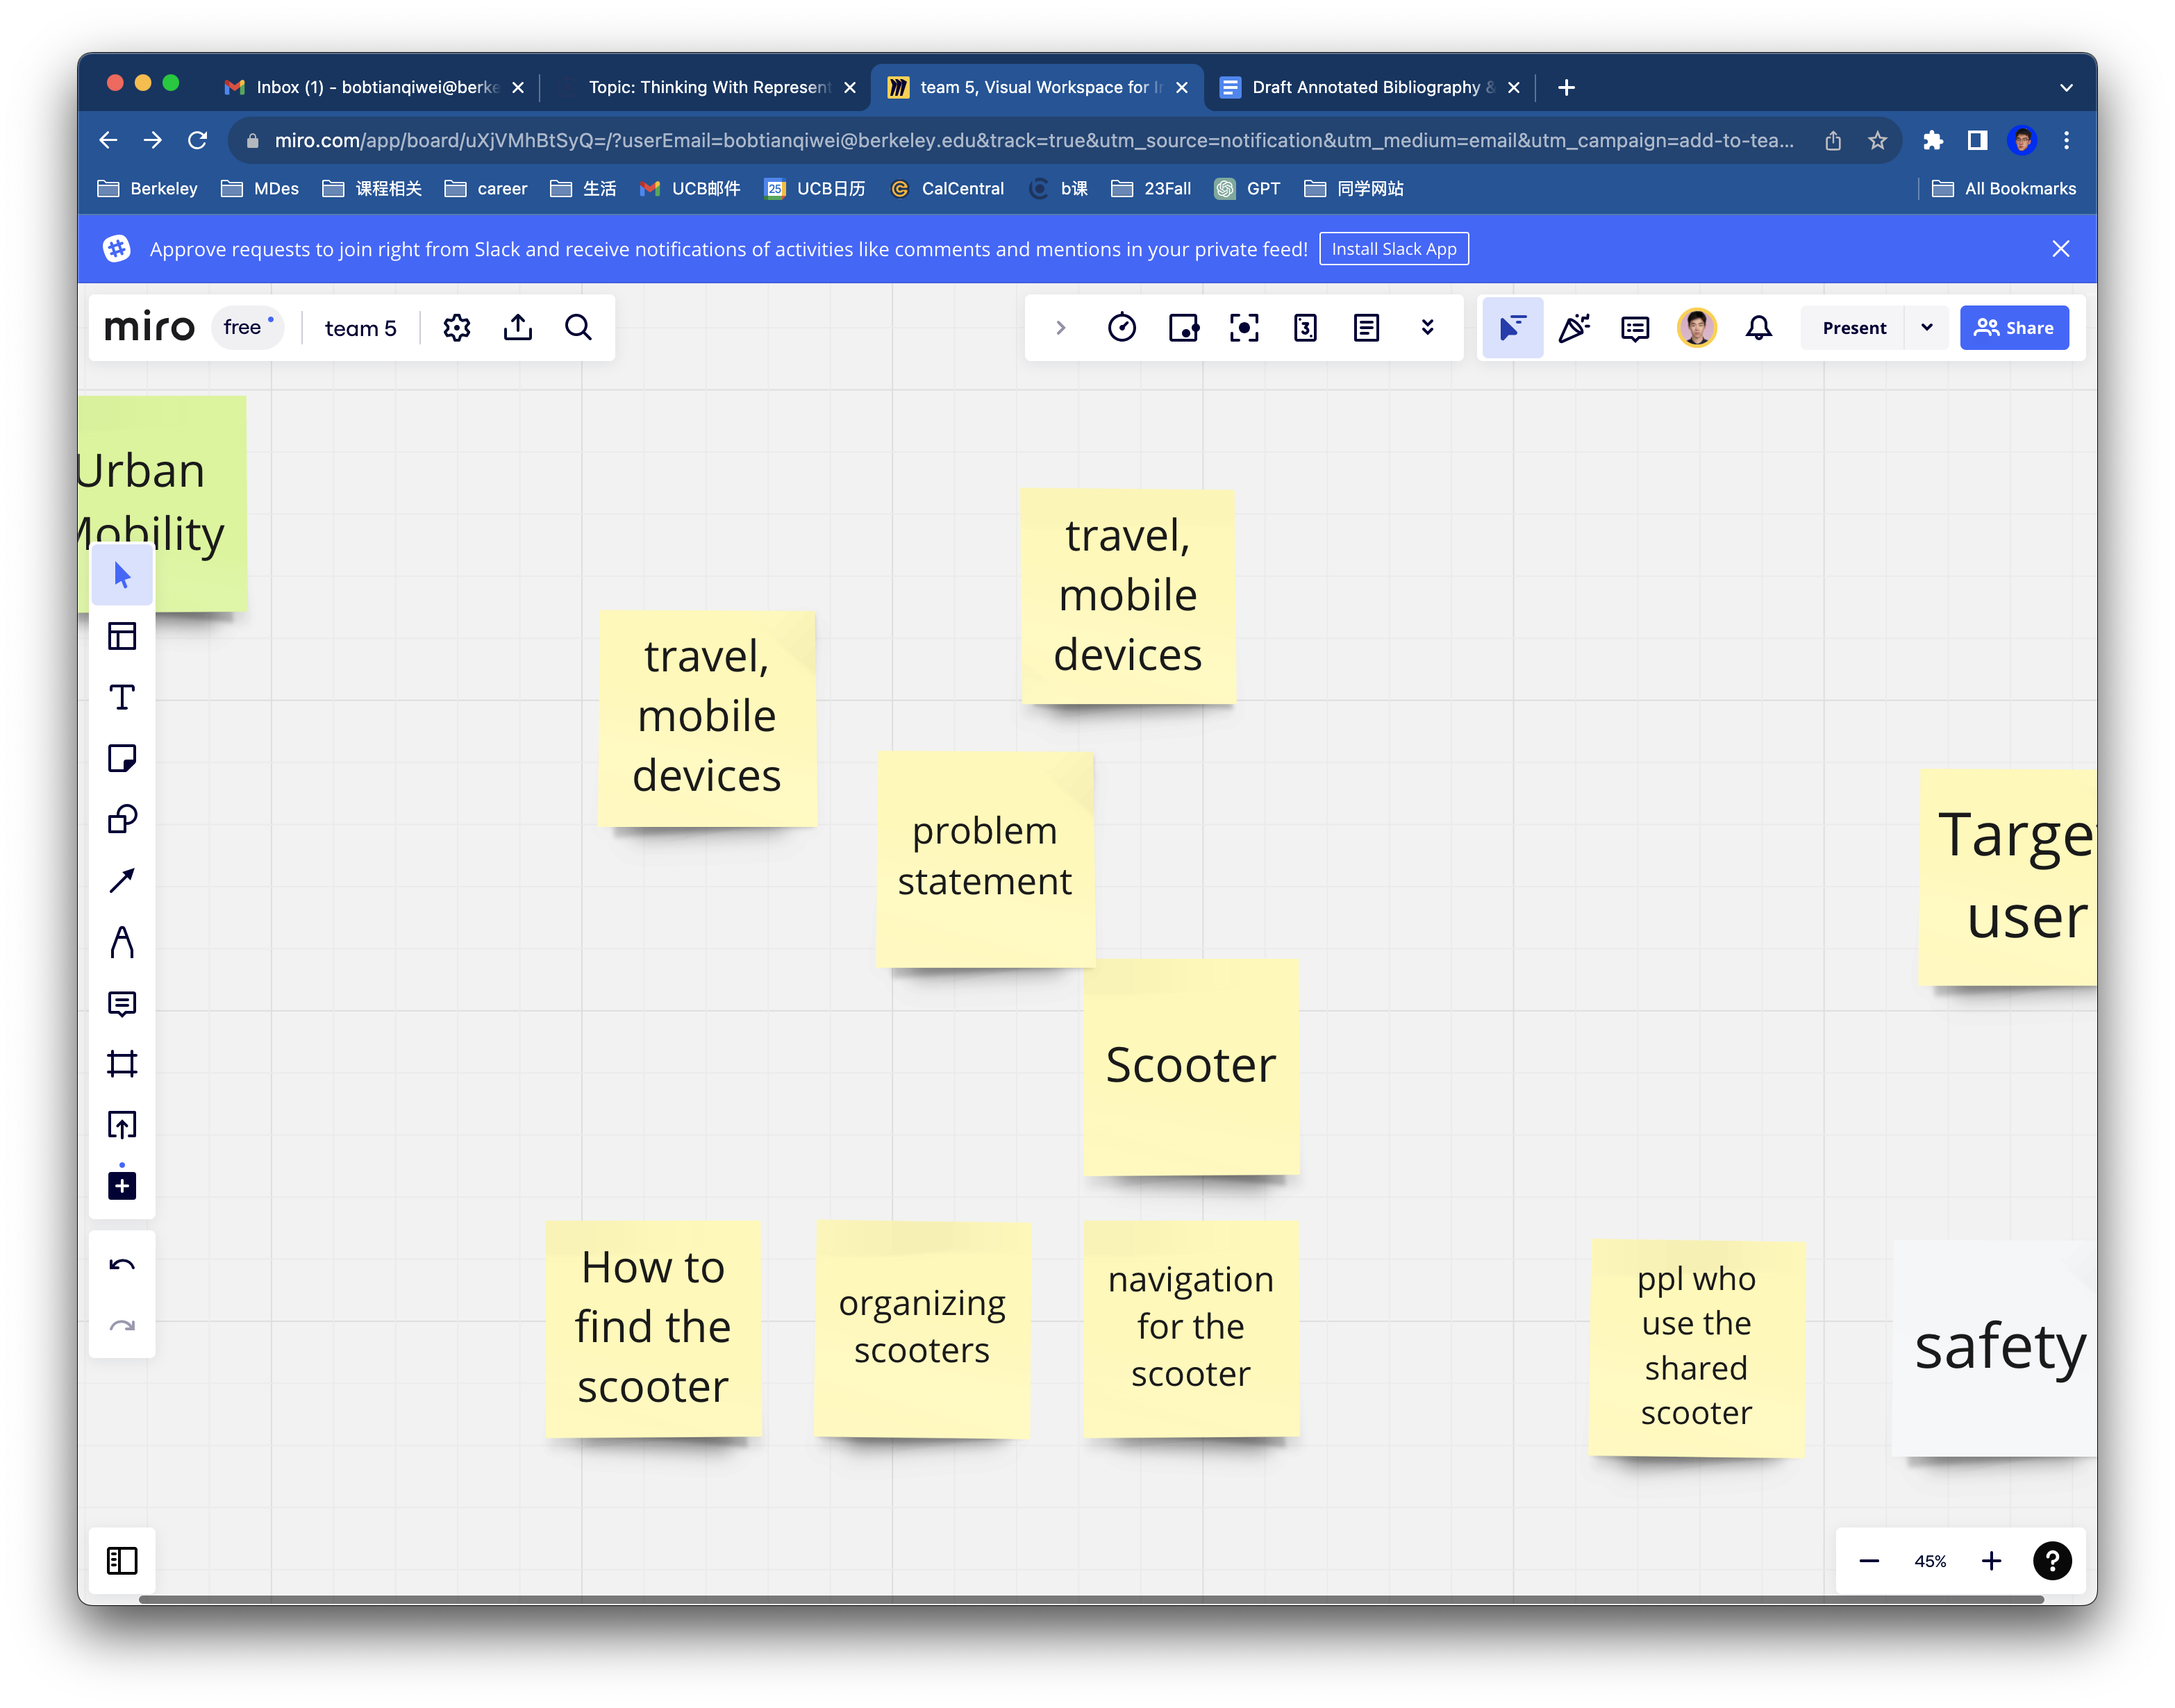 Inbox (1) - bobtianqiwei@berke
Topic: Thinking With Represent
team 5, Visual Workspace for I
Draft Annotated Bibliography &
miro.com/app/board/uXjVMhBtSyQ=/?userEmail=bobtianqiwei@berkeley.edu&track=true&utm_source=notification&utm_medium=email&utm_campaign=add-to-tea...
Berkeley
MDes
课程相关
career
生活
UCB邮件
25
UCB日历
CalCentral
b课
23Fall
GPT
同学网站
All Bookmarks
Approve requests to join right from Slack and receive notifications of activities like comments and mentions in your private feed!
Install Slack App
miro
free
team 5
3
Present
Share
Urban
Mobility
travel,
mobile
devices
travel,
mobile
devices
problem
statement
Target
user
Scooter
How to
find the
scooter
organizing
scooters
navigation
for the
scooter
ppl who
use the
shared
scooter
safety
45%
?